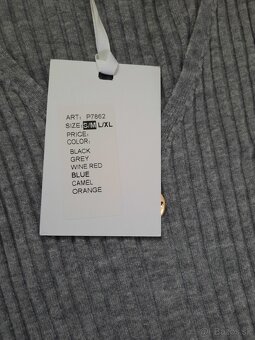 ART: P7862
SIZE: S/M L/XL
PRICE:
COLOR:
BLACK
GREY
WINE RED
BLUE
CAMEL
ORANGE